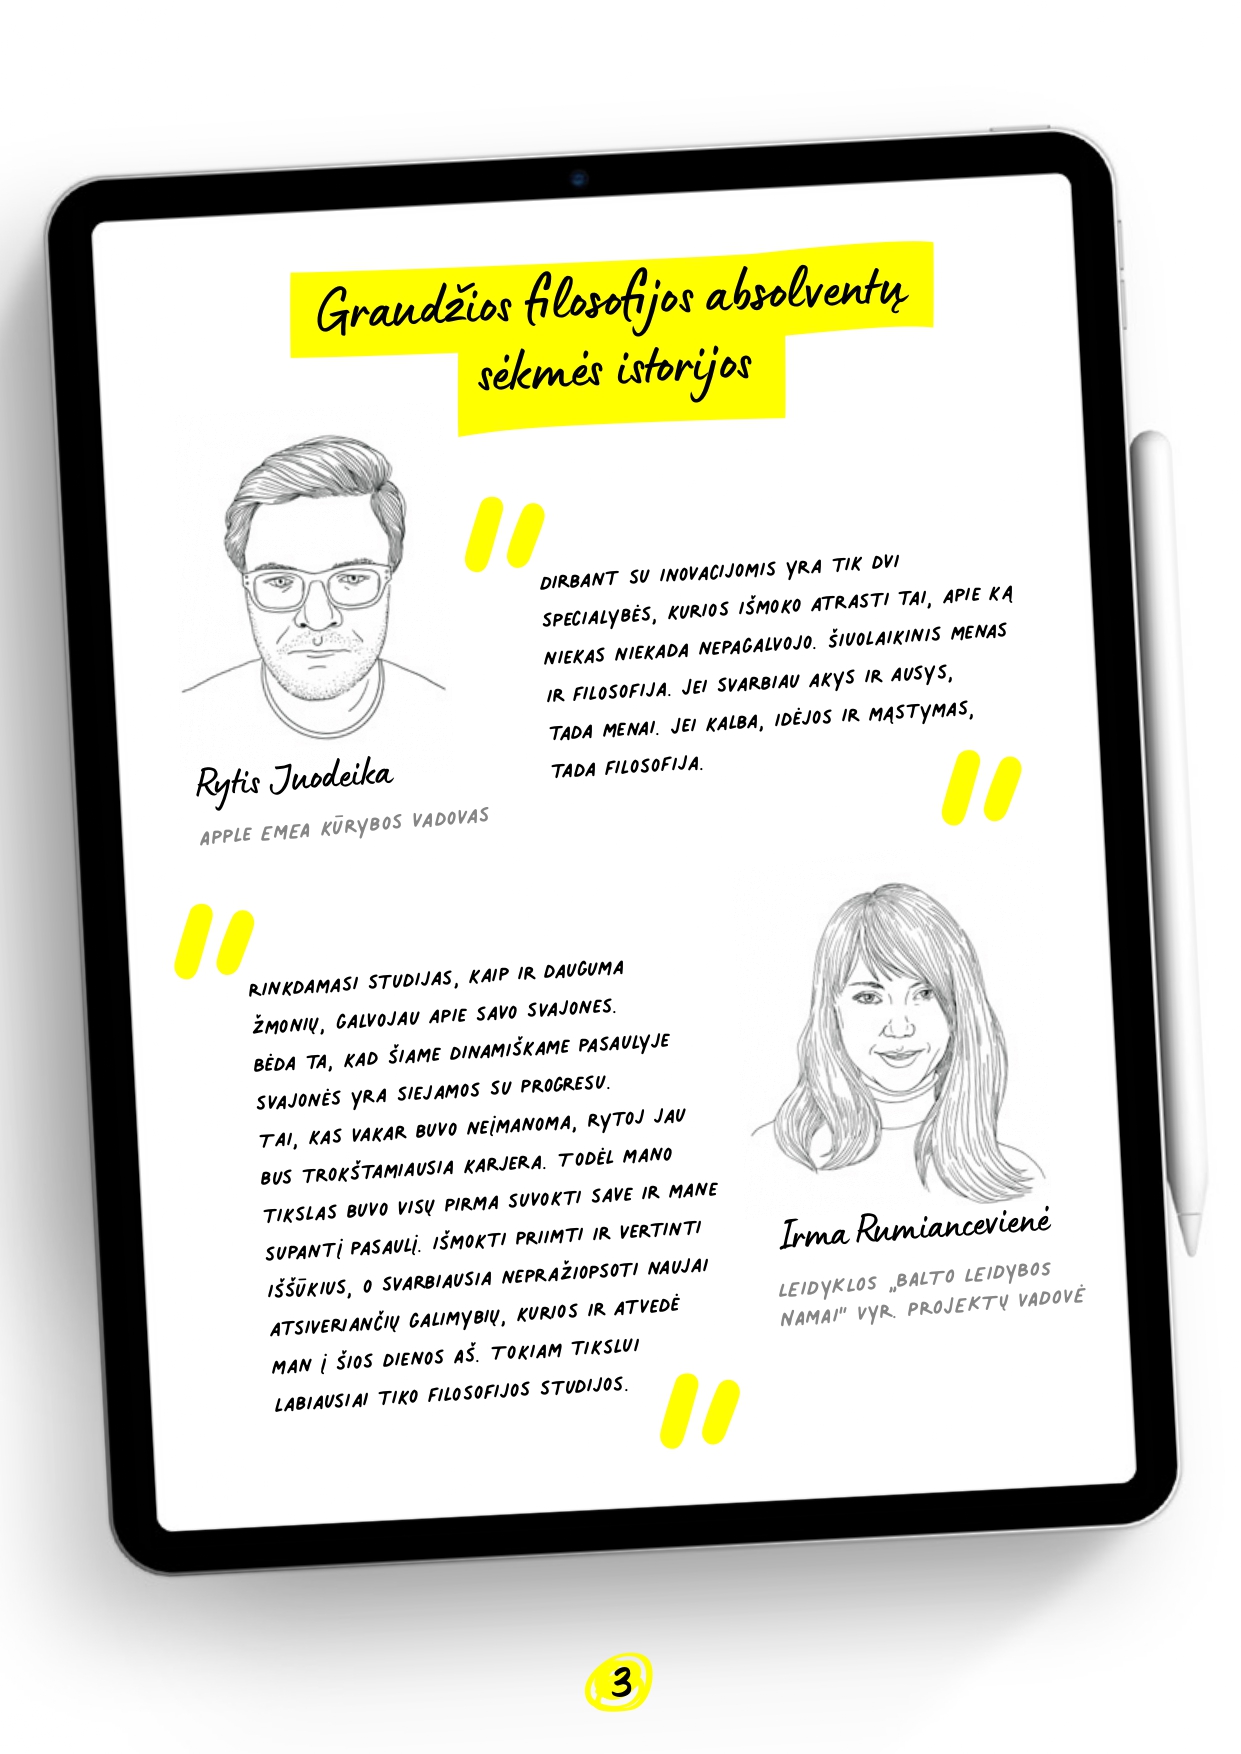 Graudžios filosofijos absolventų
sėkmės istorijos
DIRBANT SU INOVACIJOMIS YRA TIK DVI
SPECIALYBĖS, KURIOS IŠMOKO ATRASTI TAI, APIE KĄ
NIEKAS NIEKADA NEPAGALVOJO. ŠIUOLAIKINIS MENAS
IR FILOSOFIJA. JEI SVARBIAU AKYS IR AUSYS,
TADA MENAI. JEI KALBA, IDĖJOS IR MĄSTYMAS,
TADA FILOSOFIJA.
Rytis Juodeika
APPLE EMEA KŪRYBOS VADOVAS
RINKDAMASI STUDIJAS, KAIP IR DAUGUMA
ŽMONIŲ, GALVOJAU APIE SAVO SVAJONES.
BĖDA TA, KAD ŠIAME DINAMIŠKAME PASAULYJE
SVAJONĖS YRA SIEJAMOS SU PROGRESU.
TAI, KAS VAKAR BUVO NEĮMANOMA, RYTOJ JAU
BUS TROKŠTAMIAUSIA KARJERA. TODĖL MANO
TIKSLAS BUVO VISŲ PIRMA SUVOKTI SAVE IR MANE
SUPANTĮ PASAULĮ. IŠMOKTI PRIIMTI IR VERTINTI
IŠŠŪKIUS, O SVARBIAUSIA NEPRAŽIOPSOTI NAUJAI
ATSIVERIANČIŲ GALIMYBIŲ, KURIOS IR ATVEDĖ
MAN Į ŠIOS DIENOS AŠ. TOKIAM TIKSLUI
LABIAUSIAI TIKO FILOSOFIJOS STUDIJOS.
Irma Rumiancevienė
LEIDYKLOS „BALTO LEIDYBOS
NAMAI" VYR. PROJEKTŲ VADOVĖ
3